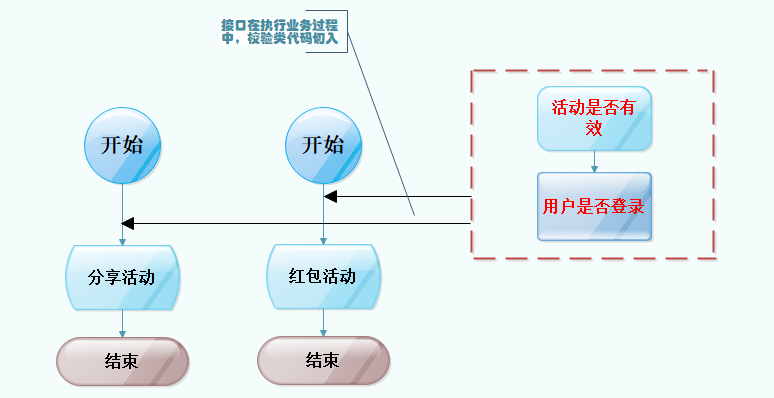 接口在执行业务过程
中，校验类代码切入
活动是否有
效
开始
开始
用户是否登录
分享活动
红包活动
结束
结束